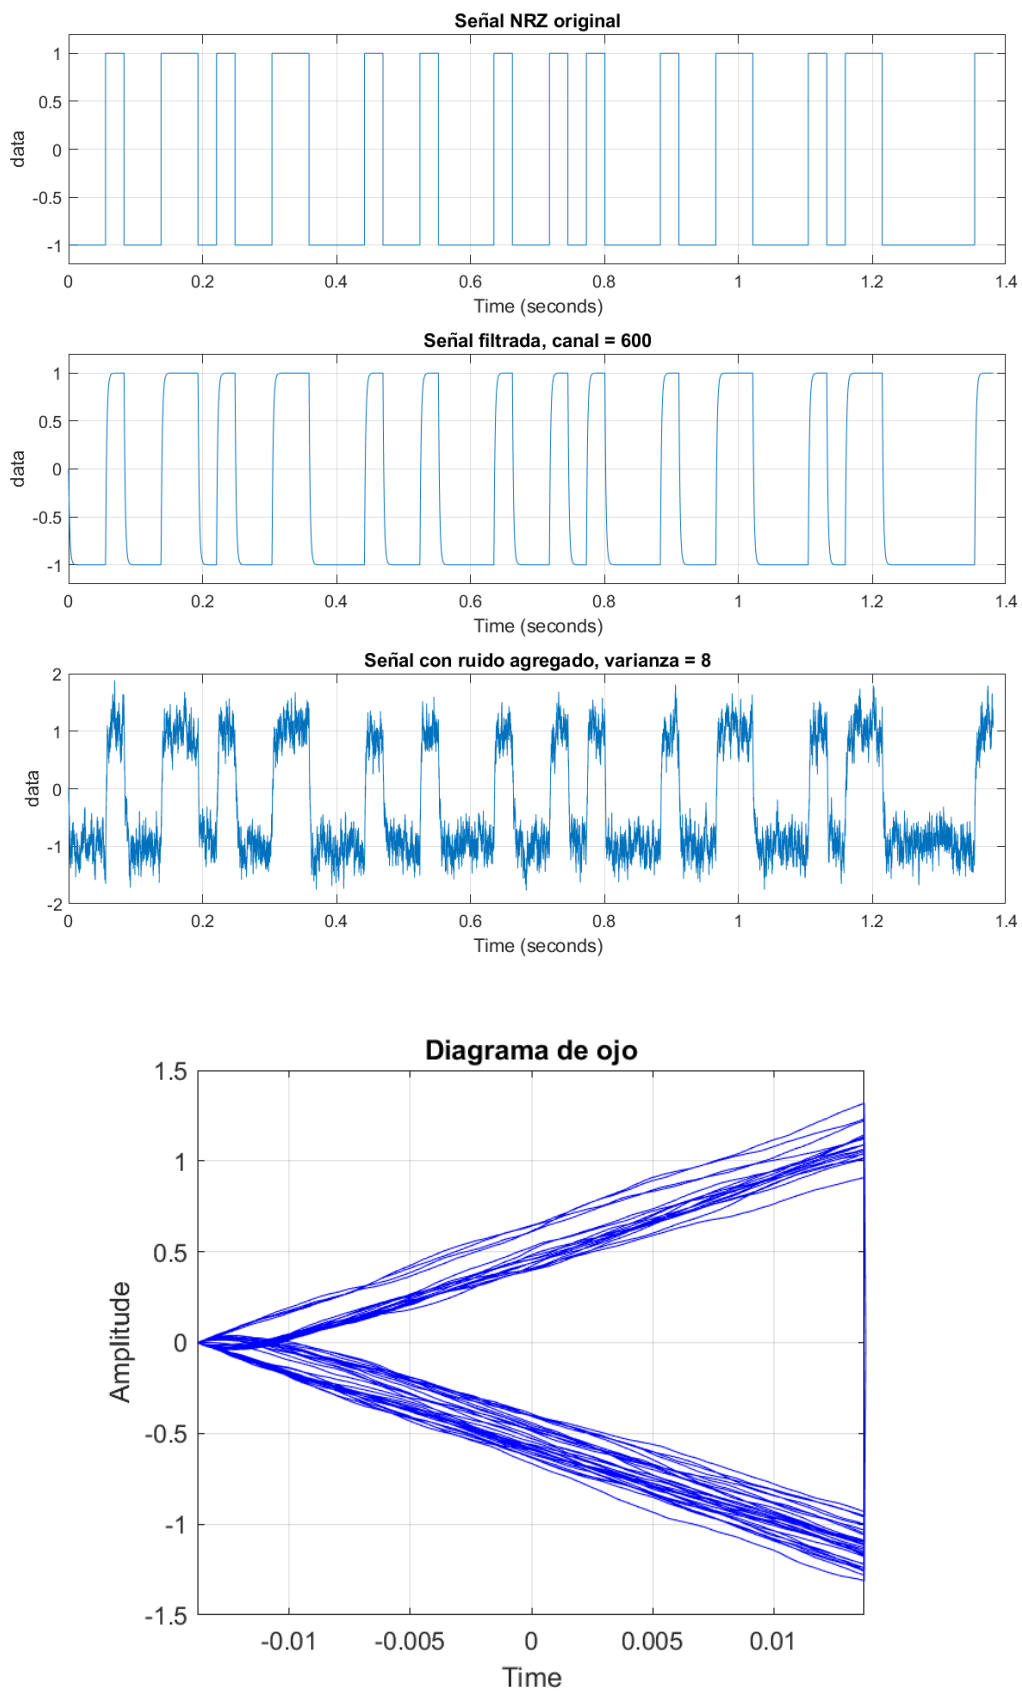 Señal NRZ original
1
0.5
0
-0.5
-1
data
0 0.2 0.4 0.6 0.8 1 1.2 1.4
Time (seconds)
Señal filtrada, canal = 600
1
0.5
0
-0.5
-1
data
0 0.2 0.4 0.6 0.8 1 1.2 1.4
Time (seconds)
Señal con ruido agregado, varianza = 8
2
1
0
-1
-2
data
0 0.2 0.4 0.6 0.8 1 1.2 1.4
Time (seconds)
Diagrama de ojo
1.5
1
0.5
0
-0.5
-1
-1.5
Amplitude
-0.01 -0.005 0 0.005 0.01
Time